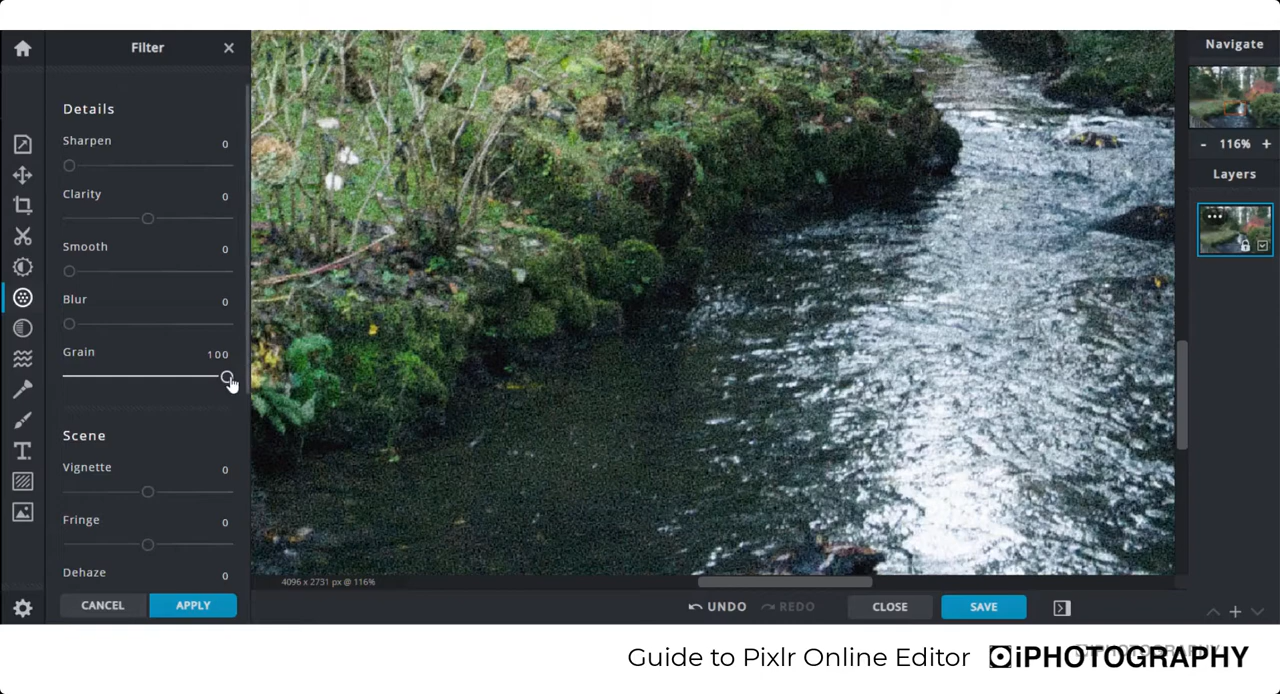 Filter
Details
Sharpen 0
Clarity 0
Smooth 0
Blur 0
Grain 100
Scene
Vignette 0
Fringe 0
Dehaze 0
CANCEL APPLY
4096 x 2731 px @ 116%
UNDO REDO CLOSE SAVE
Navigate
- 116% +
Layers
Guide to Pixlr Online Editor iPHOTOGRAPHY